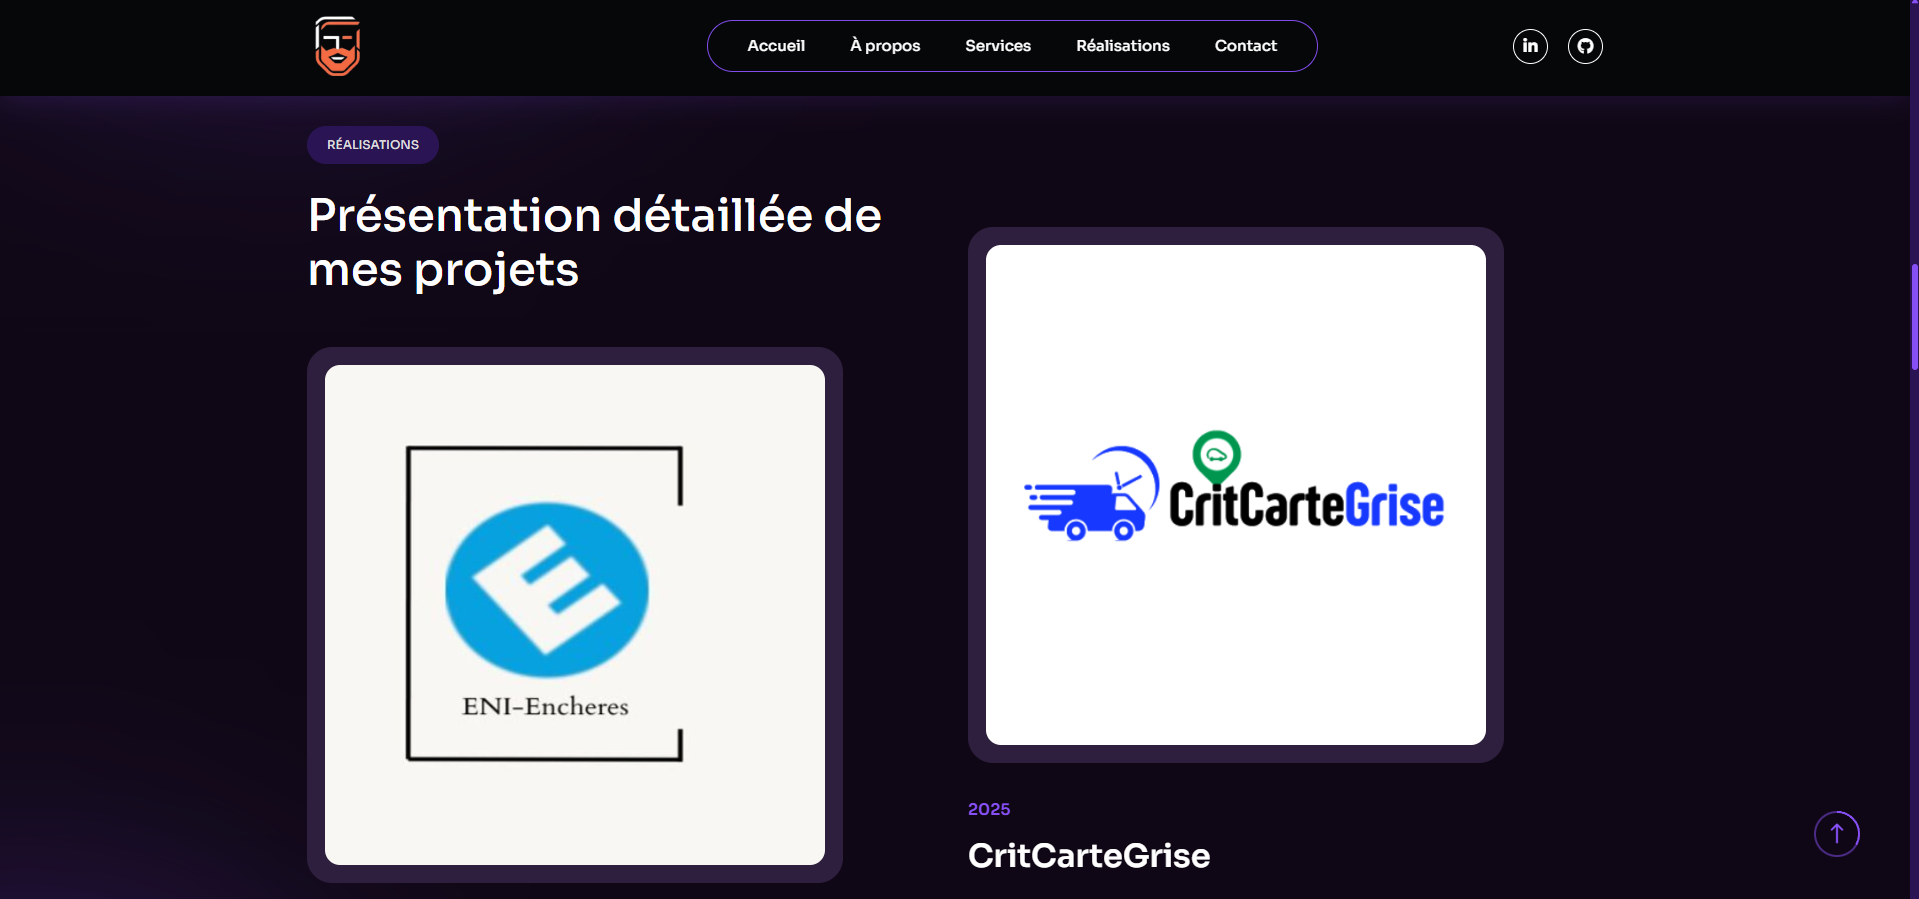 Accueil
À propos
Services
Réalisations
Contact
in
RÉALISATIONS
Présentation détaillée de
mes projets
E
ENI-Encheres
CritCarteGrise
2025
CritCarteGrise